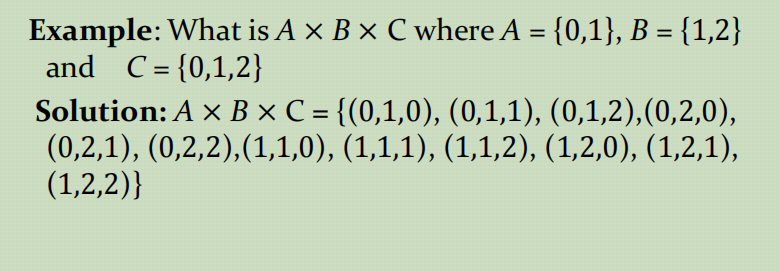 Example: What is A × B × C where A = {0,1}, B = {1,2}
and C = {0,1,2}
Solution: A × B × C = {(0,1,0), (0,1,1), (0,1,2),(0,2,0),
(0,2,1), (0,2,2),(1,1,0), (1,1,1), (1,1,2), (1,2,0), (1,2,1),
(1,2,2)}